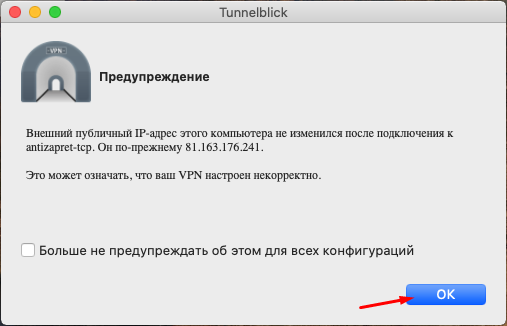 Tunnelblick
VPN
Предупреждение
Внешний публичный IP-адрес этого компьютера не изменился после подключения к
antizapret-tcp. Он по-прежнему 81.163.176.241.
Это может означать, что ваш VPN настроен некорректно.
Больше не предупреждать об этом для всех конфигураций
OK